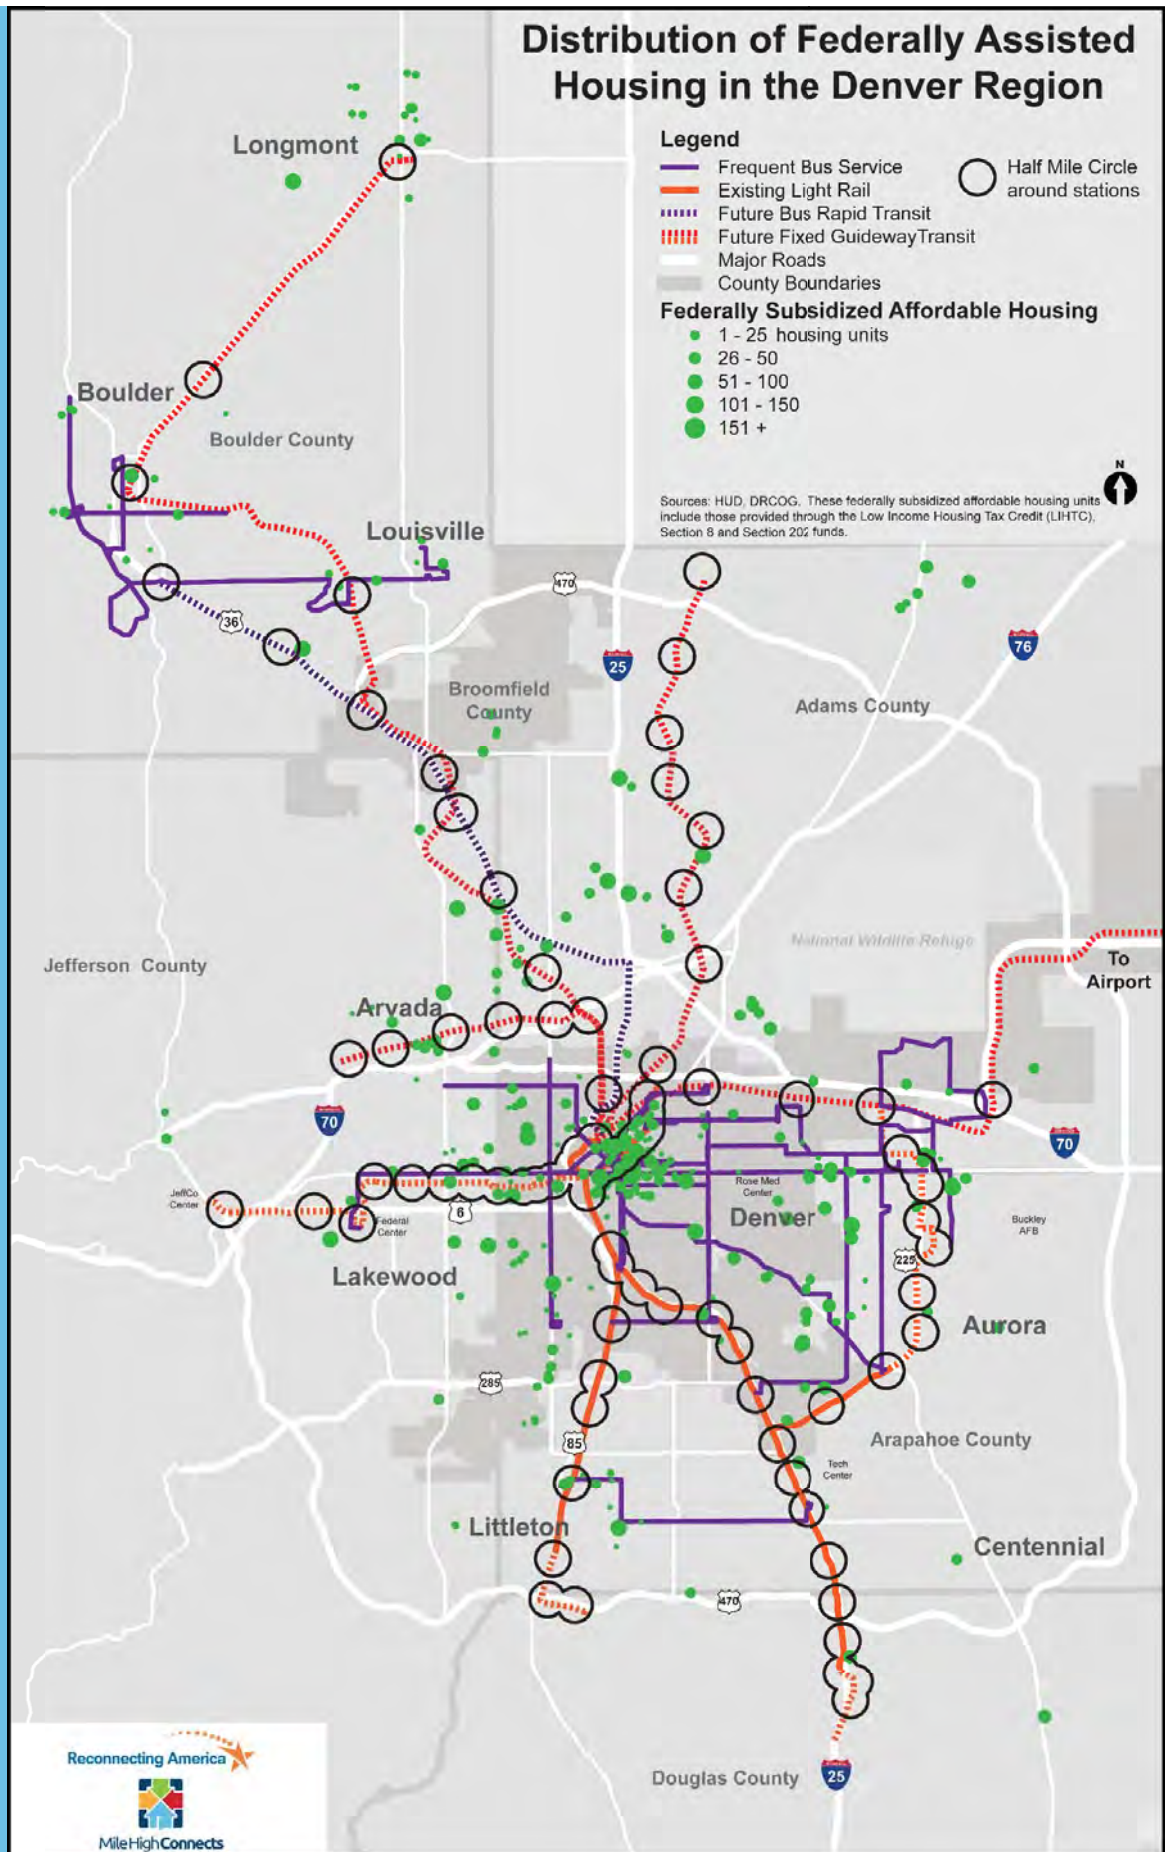 Distribution of Federally Assisted
Housing in the Denver Region
Legend
Frequent Bus Service
Existing Light Rail
Future Bus Rapid Transit
Future Fixed GuidewayTransit
Major Roads
County Boundaries
Half Mile Circle
around stations
Federally Subsidized Affordable Housing
1 - 25 housing units
26 - 50
51 - 100
101 - 150
151 +
N
Sources: HUD, DRCOG. These federally subsidized affordable housing units
include those provided through the Low Income Housing Tax Credit (LIHTC),
Section 8 and Section 202 funds.
Longmont
Boulder
Boulder County
Louisville
470
36
25
76
Broomfield
County
Adams County
National Wildlife Refuge
Jefferson County
To
Airport
Arvada
70
70
JeffCo
Center
Federal
Center
6
Rose Med
Center
Denver
Buckley
AFB
225
Lakewood
Aurora
285
85
Arapahoe County
Tech
Center
Littleton
Centennial
470
Reconnecting America
MileHighConnects
Douglas County
25